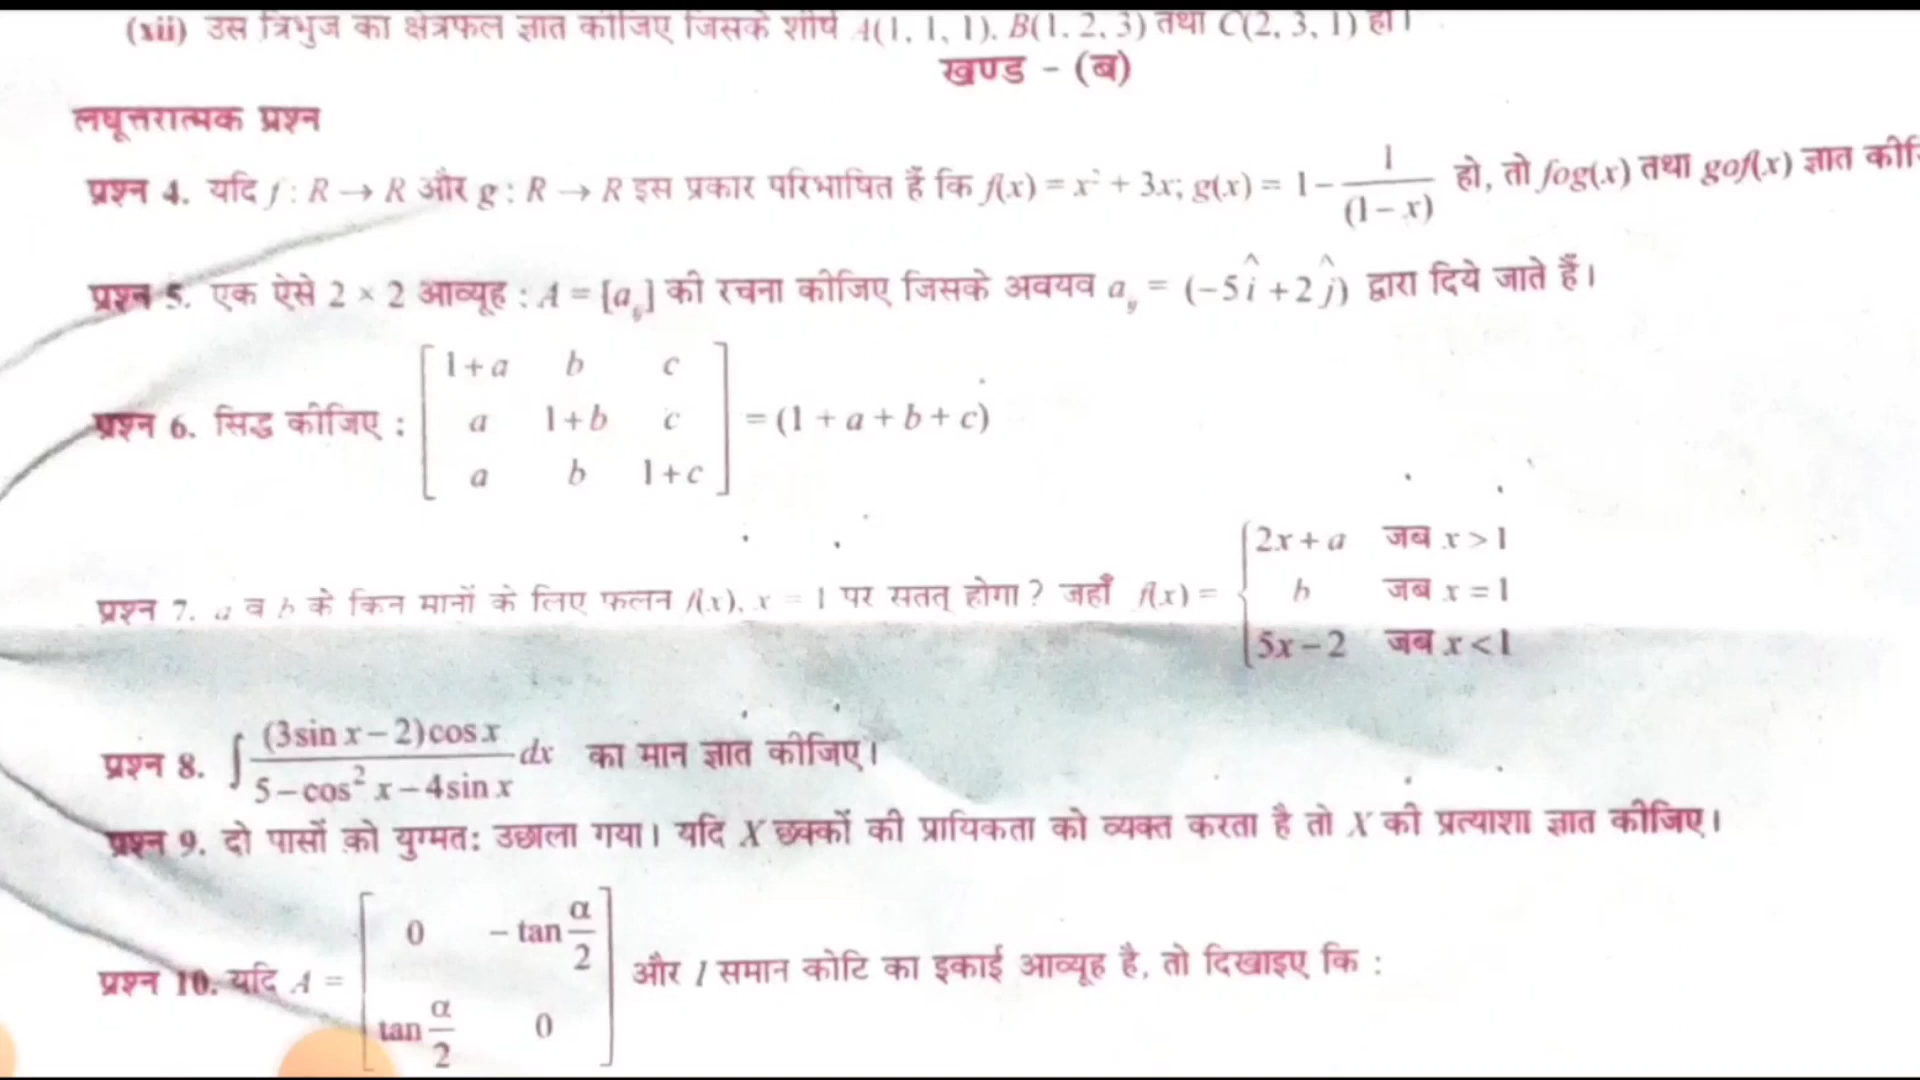 (xii) उस त्रिभुज का क्षेत्रफल ज्ञात कीजिए जिसके शीर्ष A(1, 1, 1), B(1, 2, 3) तथा C(2, 3, 1) हो।
खण्ड - (ब)
लघूत्तरात्मक प्रश्न
प्रश्न 4. यदि f : R → R और g : R → R इस प्रकार परिभाषित हैं कि f(x) = x² + 3x; g(x) = 1 - 1/(1 - x) हो, तो fog(x) तथा gof(x) ज्ञात
प्रश्न 5. एक ऐसे 2 × 2 आव्यूह : A = [a_ij] की रचना कीजिए जिसके अवयव a_ij = (-5î + 2ĵ) द्वारा दिये जाते हैं।
प्रश्न 6. सिद्ध कीजिए : [1+a b c; a 1+b c; a b 1+c] = (1 + a + b + c)
प्रश्न 7. a व b के किन मानों के लिए फलन f(x), x = 1 पर सतत् होगा? जहाँ f(x) = { 2x + a जब x > 1
b जब x = 1
5x - 2 जब x < 1
प्रश्न 8. ∫ (3sin x - 2)cos x / (5 - cos² x - 4sin x) dx का मान ज्ञात कीजिए।
प्रश्न 9. दो पासों को युग्मत: उछाला गया। यदि X छक्कों की प्रायिकता को व्यक्त करता है तो X की प्रत्याशा ज्ञात कीजिए।
प्रश्न 10. यदि A = [0 -tan α/2; tan α/2 0] और I समान कोटि का इकाई आव्यूह है, तो दिखाइए कि :